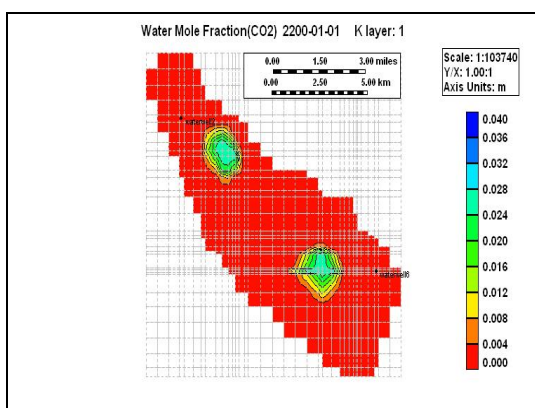 Water Mole Fraction(CO2) 2200-01-01 K layer: 1
0.00 1.50 3.00 miles
0.00 2.50 5.00 km
Scale: 1:103740
Y/X: 1.00:1
Axis Units: m
0.040
0.036
0.032
0.028
0.024
0.020
0.016
0.012
0.008
0.004
0.000